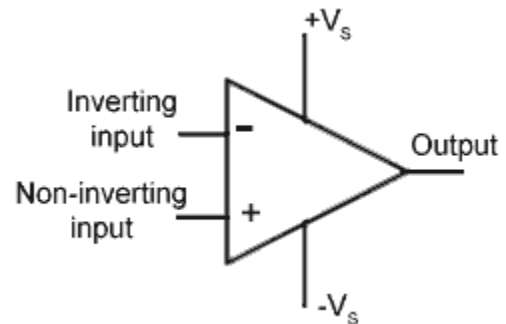 +Vs
Inverting
input
-
Output
Non-inverting
input
+
-Vs